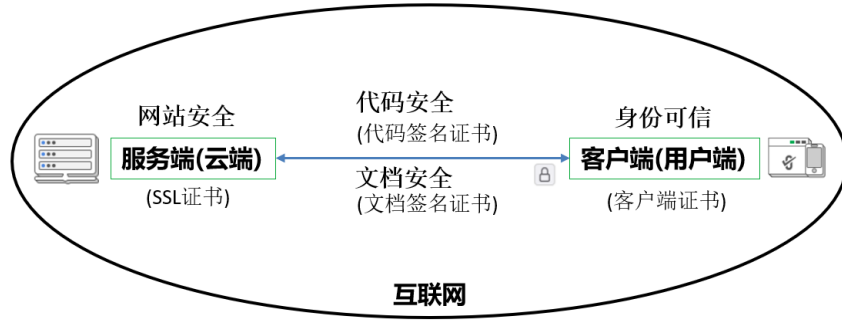 网站安全
服务端(云端)
(SSL证书)
代码安全
(代码签名证书)
文档安全
(文档签名证书)
身份可信
客户端(用户端)
(客户端证书)
互联网